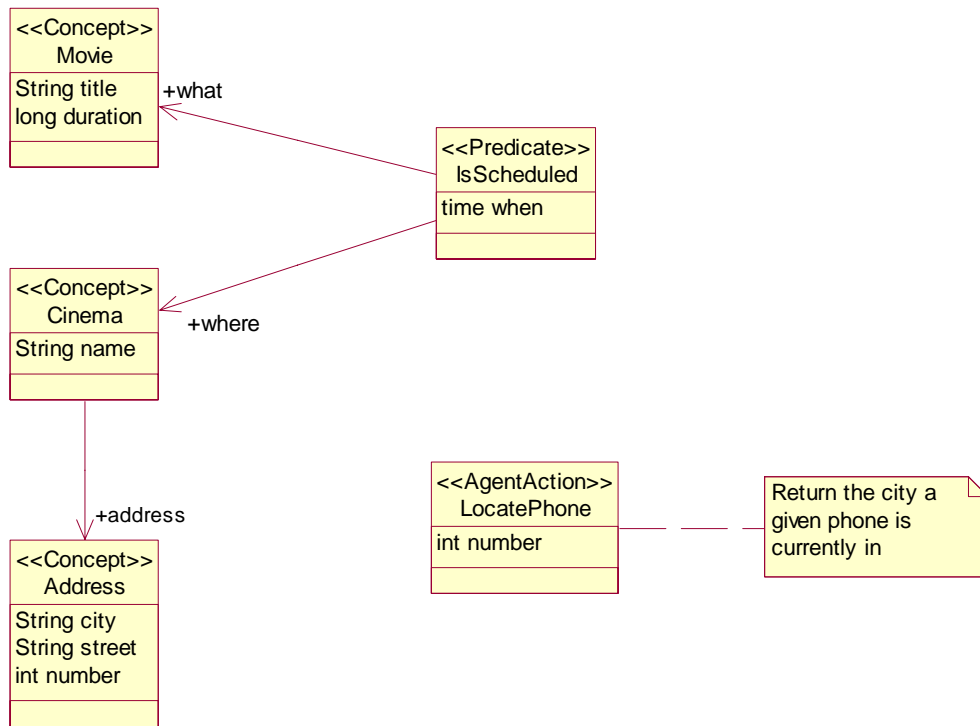 <<Concept>>
Movie
String title
long duration
+what
<<Predicate>>
IsScheduled
time when
<<Concept>>
Cinema
String name
+where
+address
<<Concept>>
Address
String city
String street
int number
<<AgentAction>>
LocatePhone
int number
Return the city a
given phone is
currently in